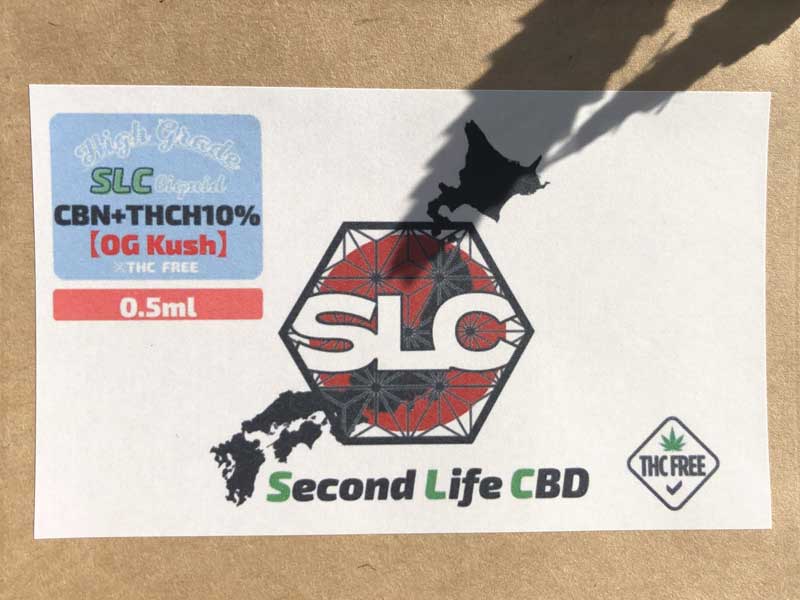 High Grade
SLC Liquid
CBN+THCH10%
【OG Kush】
※THC FREE
0.5ml
SLC
Second Life CBD
THC FREE